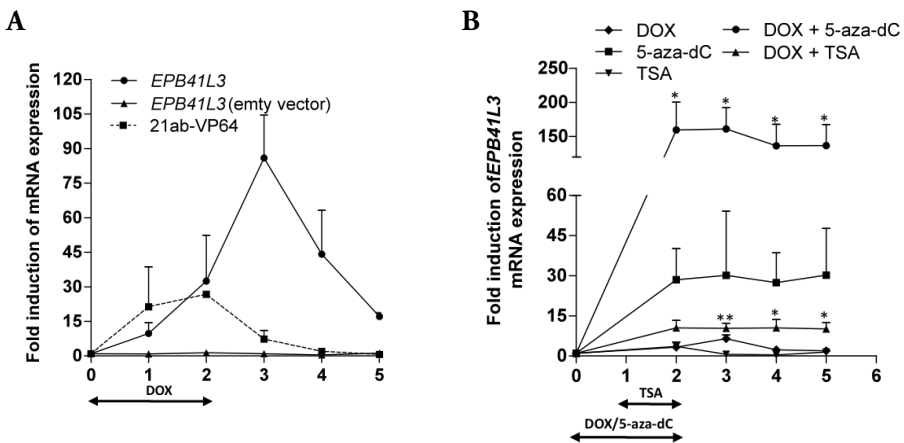 A
Fold induction of mRNA expression
120
105
90
75
60
45
30
15
0
EPB41L3
EPB41L3 (emty vector)
21ab-VP64
0 1 2 3 4 5
DOX
B
DOX
5-aza-dC
TSA
DOX + 5-aza-dC
DOX + TSA
Fold induction of EPB41L3
mRNA expression
250
200
150
60
45
30
15
0
* * * *
** * *
0 1 2 3 4 5 6
TSA
DOX/5-aza-dC